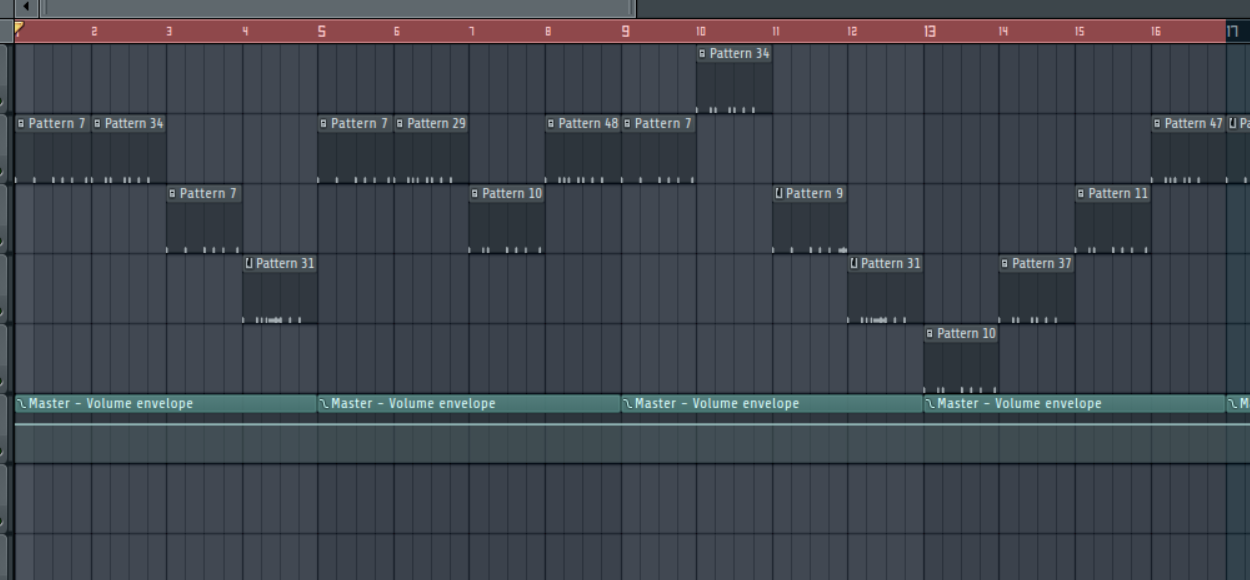 2 3 4 5 6 7 8 9 10 11 12 13 14 15 16 17
Pattern 34
Pattern 7 Pattern 34 Pattern 7 Pattern 29 Pattern 48 Pattern 7 Pattern 47
Pattern 7 Pattern 10 Pattern 9 Pattern 11
Pattern 31 Pattern 31 Pattern 37
Pattern 10
Master - Volume envelope Master - Volume envelope Master - Volume envelope Master - Volume envelope